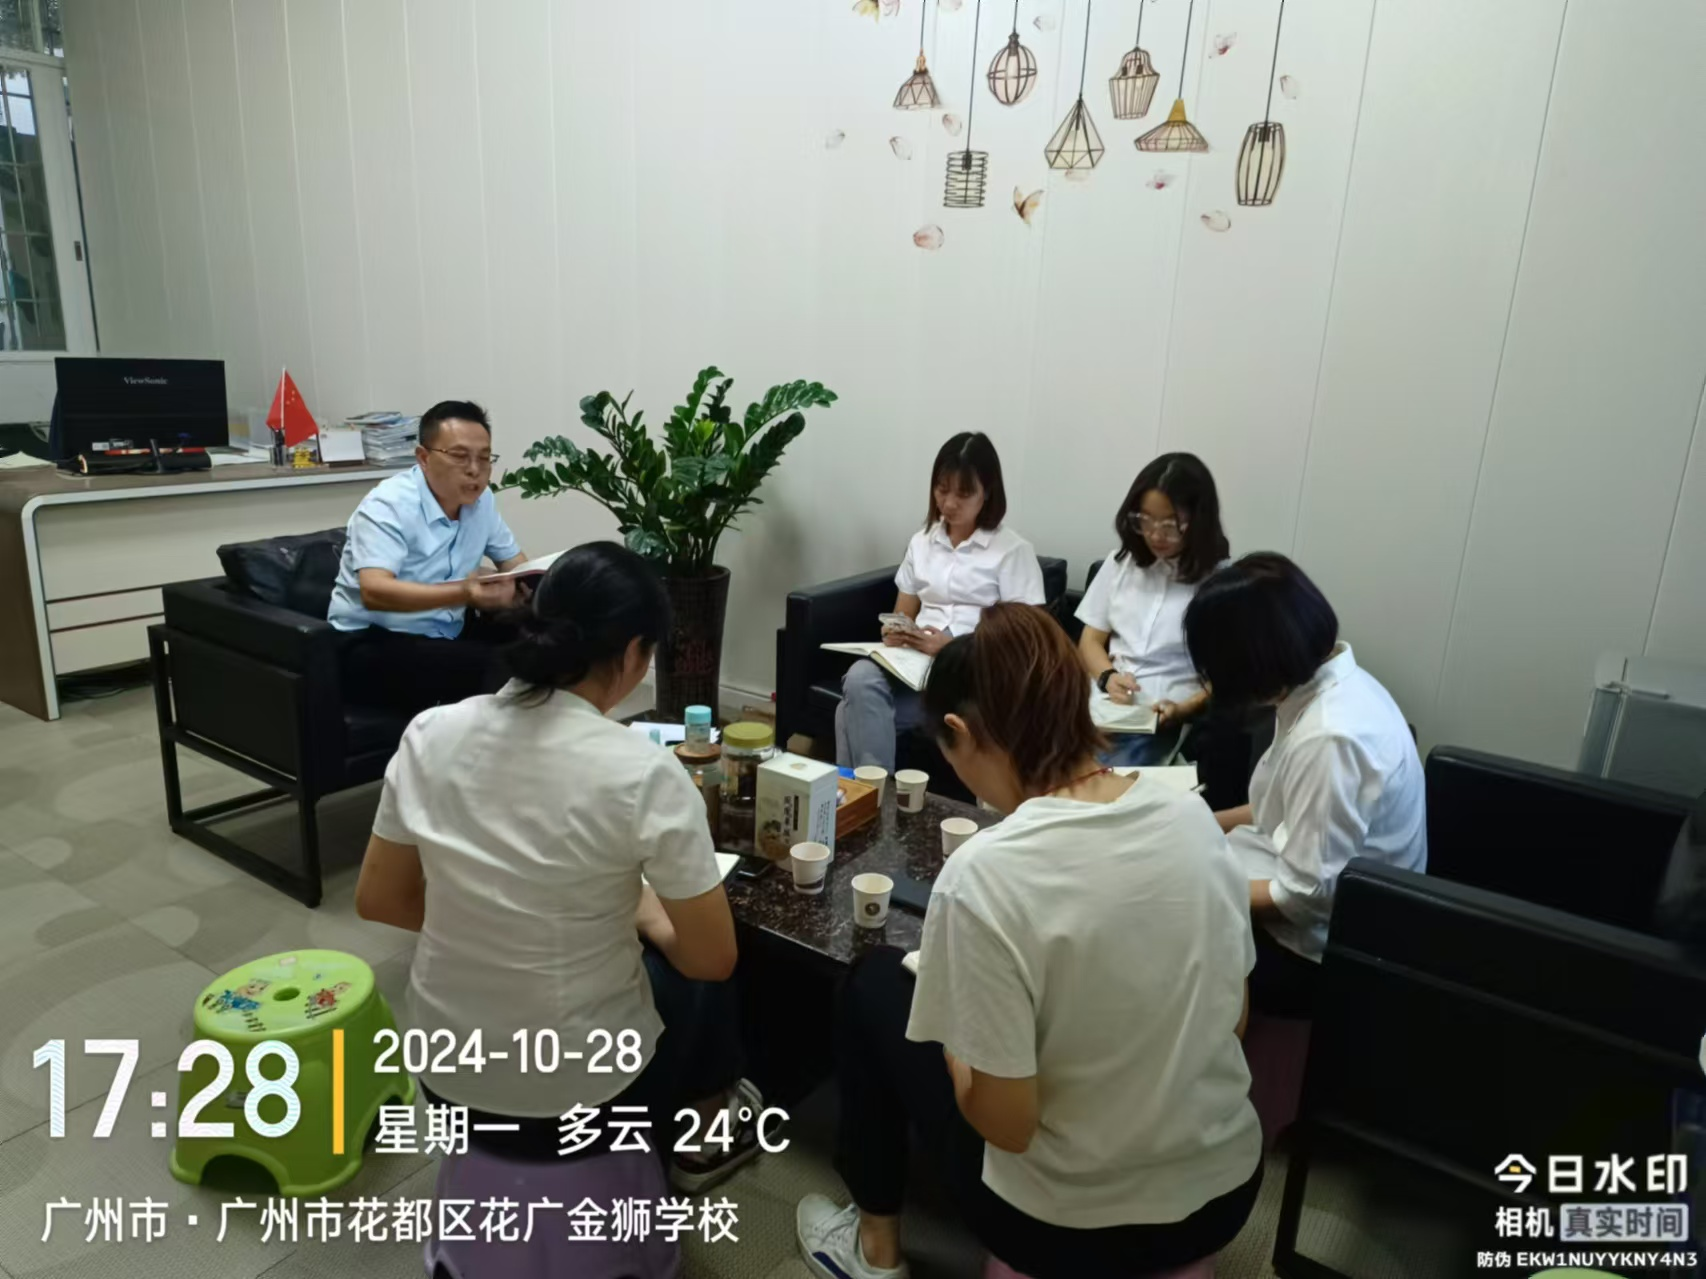 ViewSonic
17:28
2024-10-28
星期一 多云 24°C
广州市·广州市花都区花广金狮学校
今日水印
相机 真实时间
防伪 EKW1NUYYKNY4N3